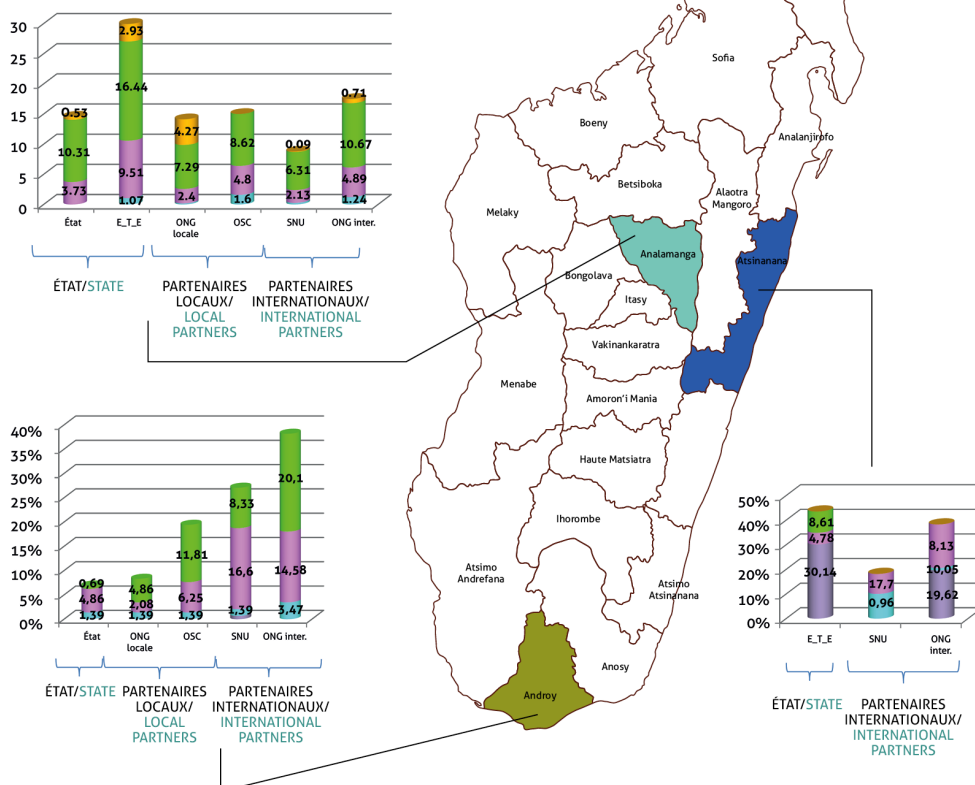 30
25
20
15
10
5
0
0.53
10.31
3.73
2.93
16.44
9.51
1.07
4.27
7.29
2.4
8.62
4.8
1.6
0.09
6.31
2.13
0.71
10.67
4.89
1.24
État
E_T_E
ONG
locale
OSC
SNU
ONG inter.
ÉTAT/STATE
PARTENAIRES
LOCAUX/
LOCAL
PARTNERS
PARTENAIRES
INTERNATIONAUX/
INTERNATIONAL
PARTNERS
Sofia
Boeny
Analanjirofo
Betsiboka
Alaotra
Mangoro
Melaky
Analamanga
Atsinanana
Bongolava
Itasy
Vakinankaratra
Menabe
Amoron'i Mania
Haute Matsiatra
Ihorombe
Atsimo
Andrefana
Atsimo
Atsinanana
Anosy
Androy
40%
35%
30%
25%
20%
15%
10%
5%
0%
0,69
4,86
1,39
4,86
2,08
1,39
11,81
6,25
1,39
8,33
16,6
1,39
20,1
14,58
3,47
État
ONG
locale
OSC
SNU
ONG inter.
ÉTAT/STATE
PARTENAIRES
LOCAUX/
LOCAL
PARTNERS
PARTENAIRES
INTERNATIONAUX/
INTERNATIONAL
PARTNERS
50%
40%
30%
20%
10%
0%
8,61
4,78
30,14
17,7
0,96
8,13
10,05
19,62
E_T_E
SNU
ONG
inter.
ÉTAT/STATE
PARTENAIRES
INTERNATIONAUX/
INTERNATIONAL
PARTNERS